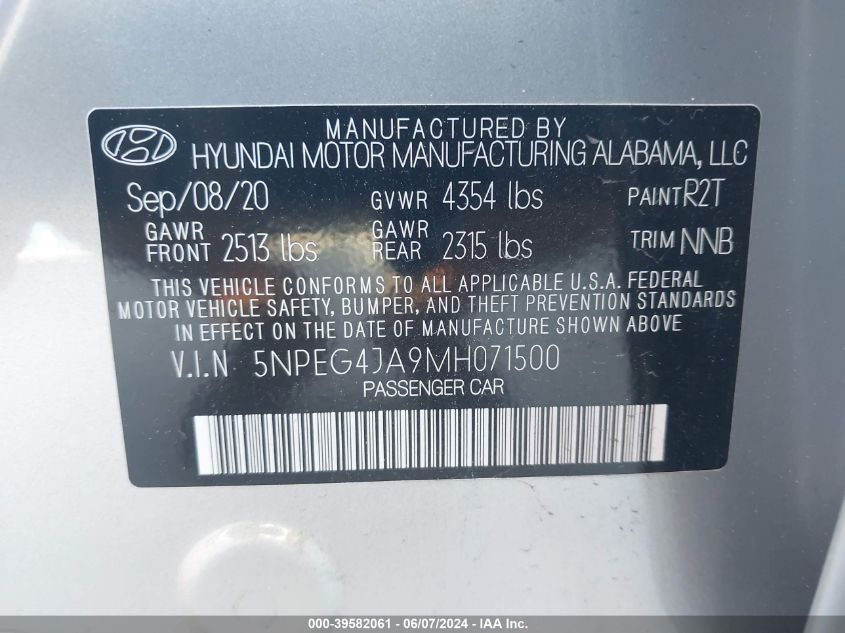 MANUFACTURED BY
HYUNDAI MOTOR MANUFACTURING ALABAMA, LLC
Sep/08/20 GVWR 4354 lbs PAINT R2T
GAWR FRONT 2513 lbs GAWR REAR 2315 lbs TRIM NNB
THIS VEHICLE CONFORMS TO ALL APPLICABLE U.S.A. FEDERAL
MOTOR VEHICLE SAFETY, BUMPER, AND THEFT PREVENTION STANDARDS
IN EFFECT ON THE DATE OF MANUFACTURE SHOWN ABOVE
V.I.N 5NPEG4JA9MH071500
PASSENGER CAR
000-39582061 06/07/2024 - IAA Inc.